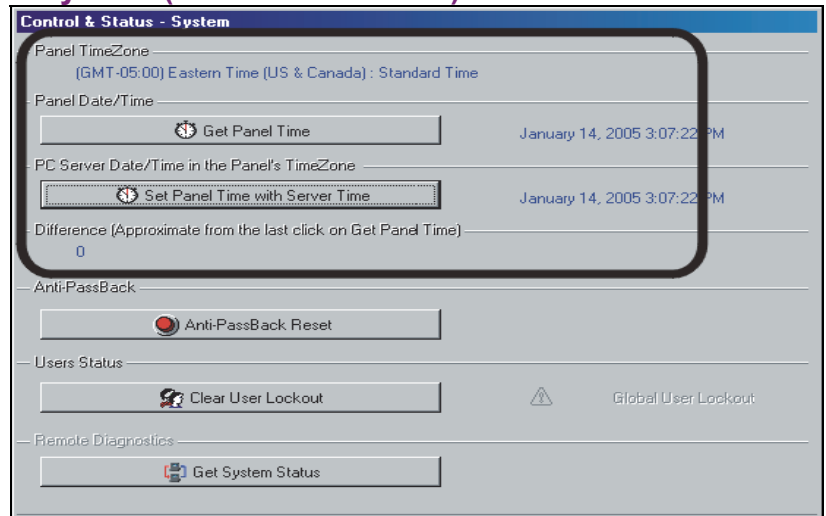 Control & Status - System
Panel TimeZone
(GMT-05:00) Eastern Time (US & Canada) : Standard Time
Panel Date/Time
Get Panel Time
January 14, 2005 3:07:22 PM
PC Server Date/Time in the Panel's TimeZone
Set Panel Time with Server Time
January 14, 2005 3:07:22 PM
Difference (Approximate from the last click on Get Panel Time)
0
Anti-PassBack
Anti-PassBack Reset
Users Status
Clear User Lockout
Global User Lockout
Remote Diagnostics
Get System Status